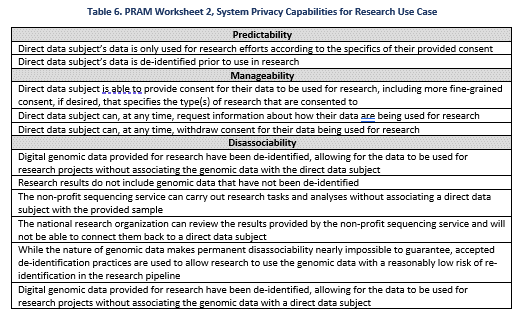 Table 6. PRAM Worksheet 2, System Privacy Capabilities for Research Use Case
Predictability
Direct data subject's data is only used for research efforts according to the specifics of their provided consent
Direct data subject's data is de-identified prior to use in research
Manageability
Direct data subject is able to provide consent for their data to be used for research, including more fine-grained
consent, if desired, that specifies the type(s) of research that are consented to
Direct data subject can, at any time, request information about how their data are being used for research
Direct data subject can, at any time, withdraw consent for their data being used for research
Disassociability
Digital genomic data provided for research have been de-identified, allowing for the data to be used for
research projects without associating the genomic data with the direct data subject
Research results do not include genomic data that have not been de-identified
The non-profit sequencing service can carry out research tasks and analyses without associating a direct data
subject with the provided sample
The national research organization can review the results provided by the non-profit sequencing service and will
not be able to connect them back to a direct data subject
While the nature of genomic data makes permanent disassociability nearly impossible to guarantee, accepted
de-identification practices are used to allow research to use the genomic data with a reasonably low risk of re-
identification in the research pipeline
Digital genomic data provided for research have been de-identified, allowing for the data to be used for
research projects without associating the genomic data with a direct data subject